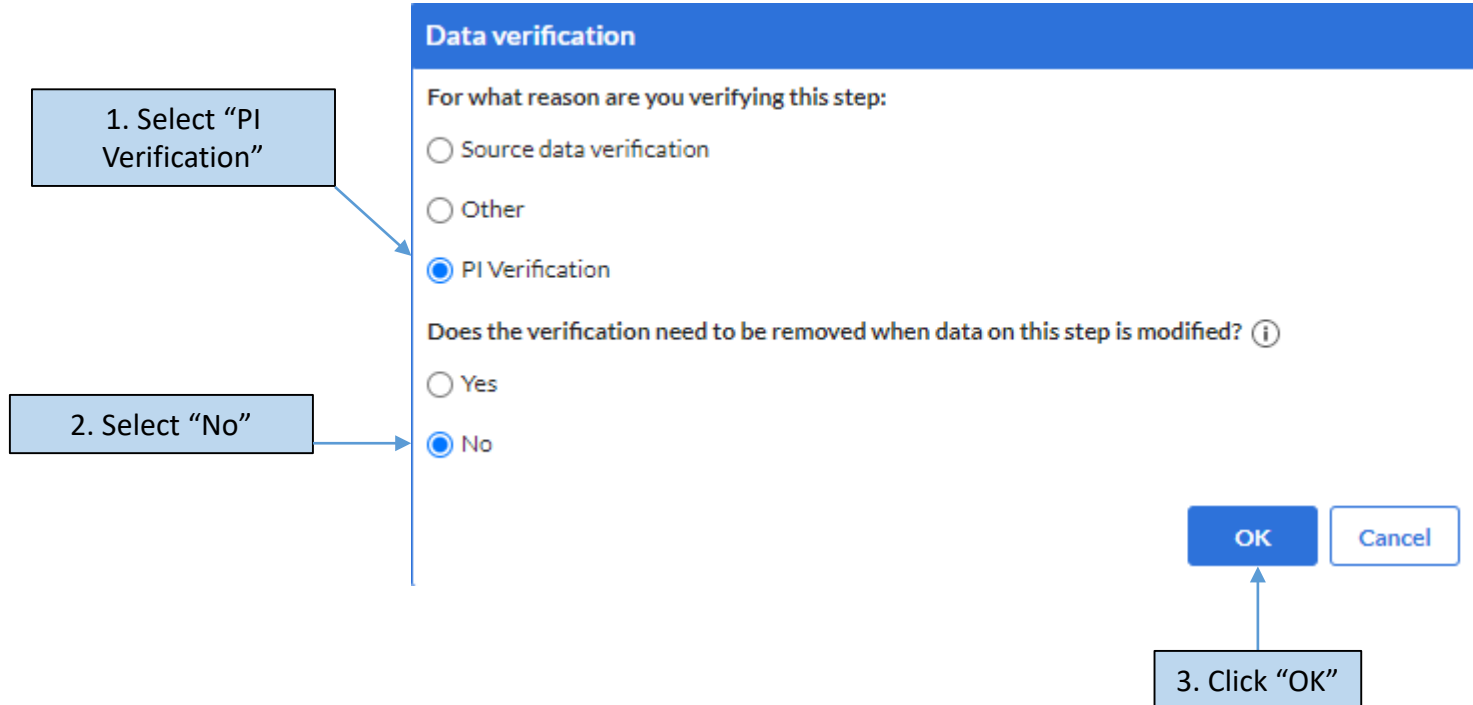 Data verification
For what reason are you verifying this step:
1. Select “PI
Verification”
Source data verification
Other
PI Verification
Does the verification need to be removed when data on this step is modified?
Yes
2. Select “No”
No
OK
Cancel
3. Click “OK”